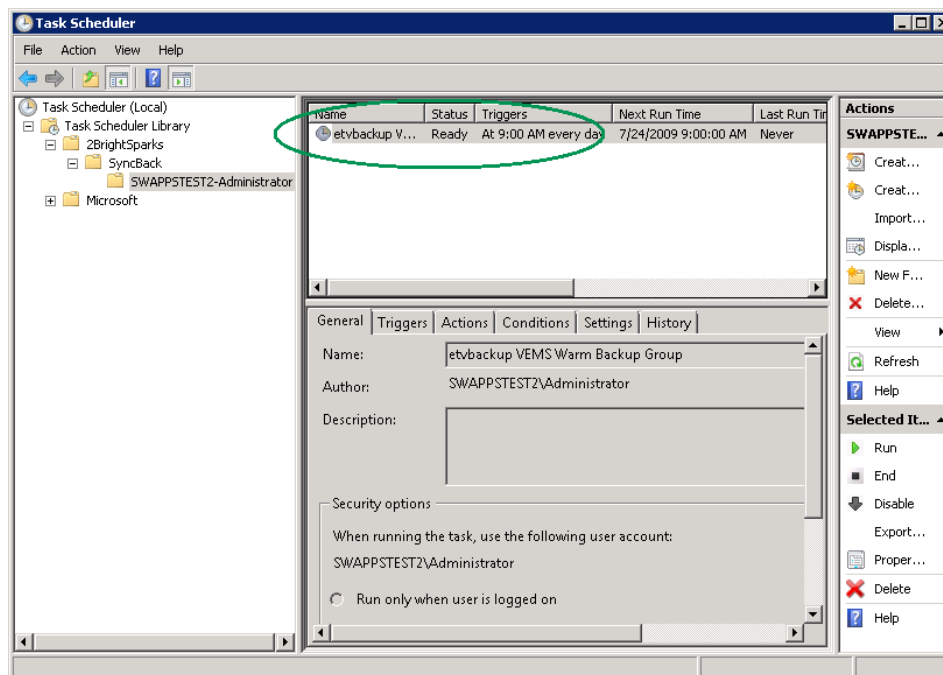 Task Scheduler
File Action View Help
Task Scheduler (Local)
Task Scheduler Library
2BrightSparks
SyncBack
SWAPPSTEST2-Administrator
Microsoft
Name Status Triggers Next Run Time Last Run Tir
etvbackup V... Ready At 9:00 AM every day 7/24/2009 9:00:00 AM Never
General Triggers Actions Conditions Settings History
Name: etvbackup VEMS Warm Backup Group
Author: SWAPPSTEST2\Administrator
Description:
Security options
When running the task, use the following user account:
SWAPPSTEST2\Administrator
Run only when user is logged on
Actions
SWAPPSTE...
Creat...
Creat...
Import...
Displa...
New F...
Delete...
View
Refresh
Help
Selected It...
Run
End
Disable
Export...
Proper...
Delete
Help